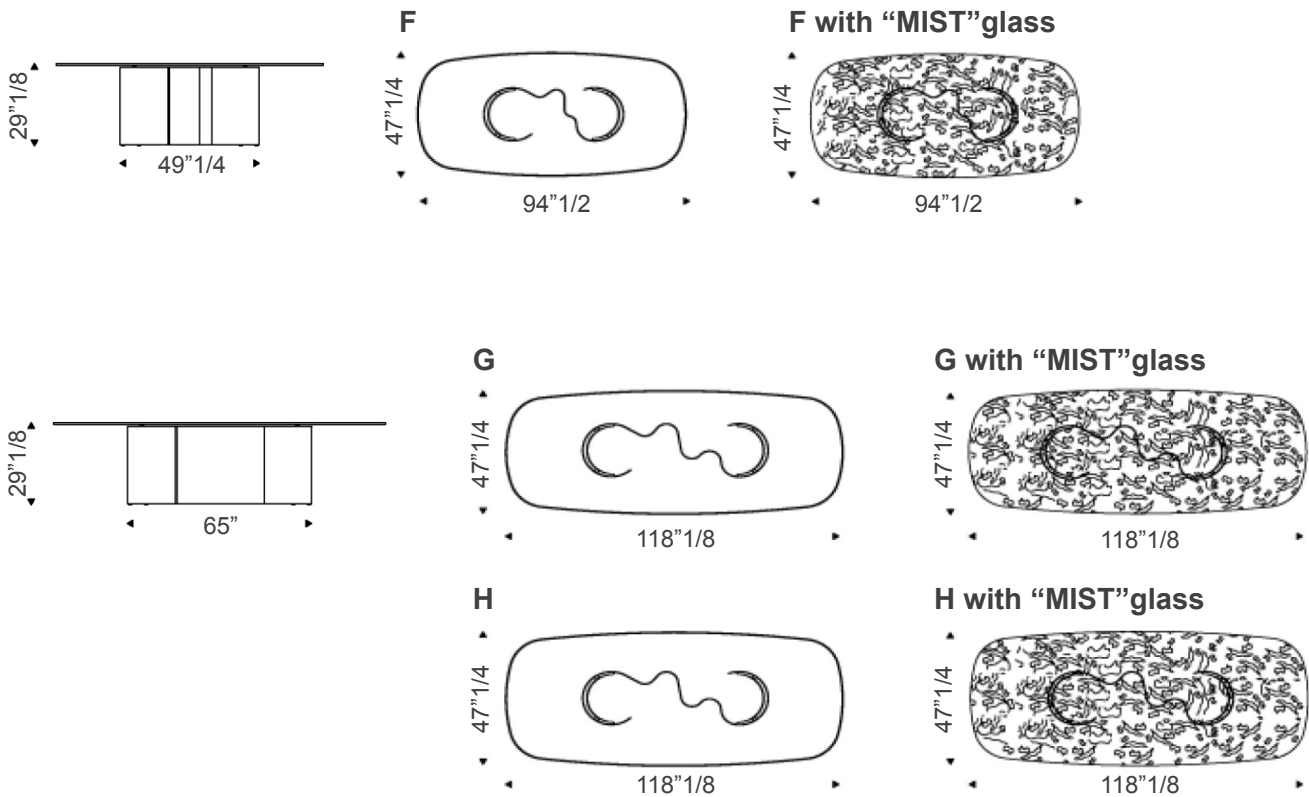 F
F with “MIST”glass
29”1/8
49”1/4
47”1/4
94”1/2
47”1/4
94”1/2
G
G with “MIST”glass
29”1/8
65”
47”1/4
118”1/8
47”1/4
118”1/8
H
H with “MIST”glass
47”1/4
118”1/8
47”1/4
118”1/8